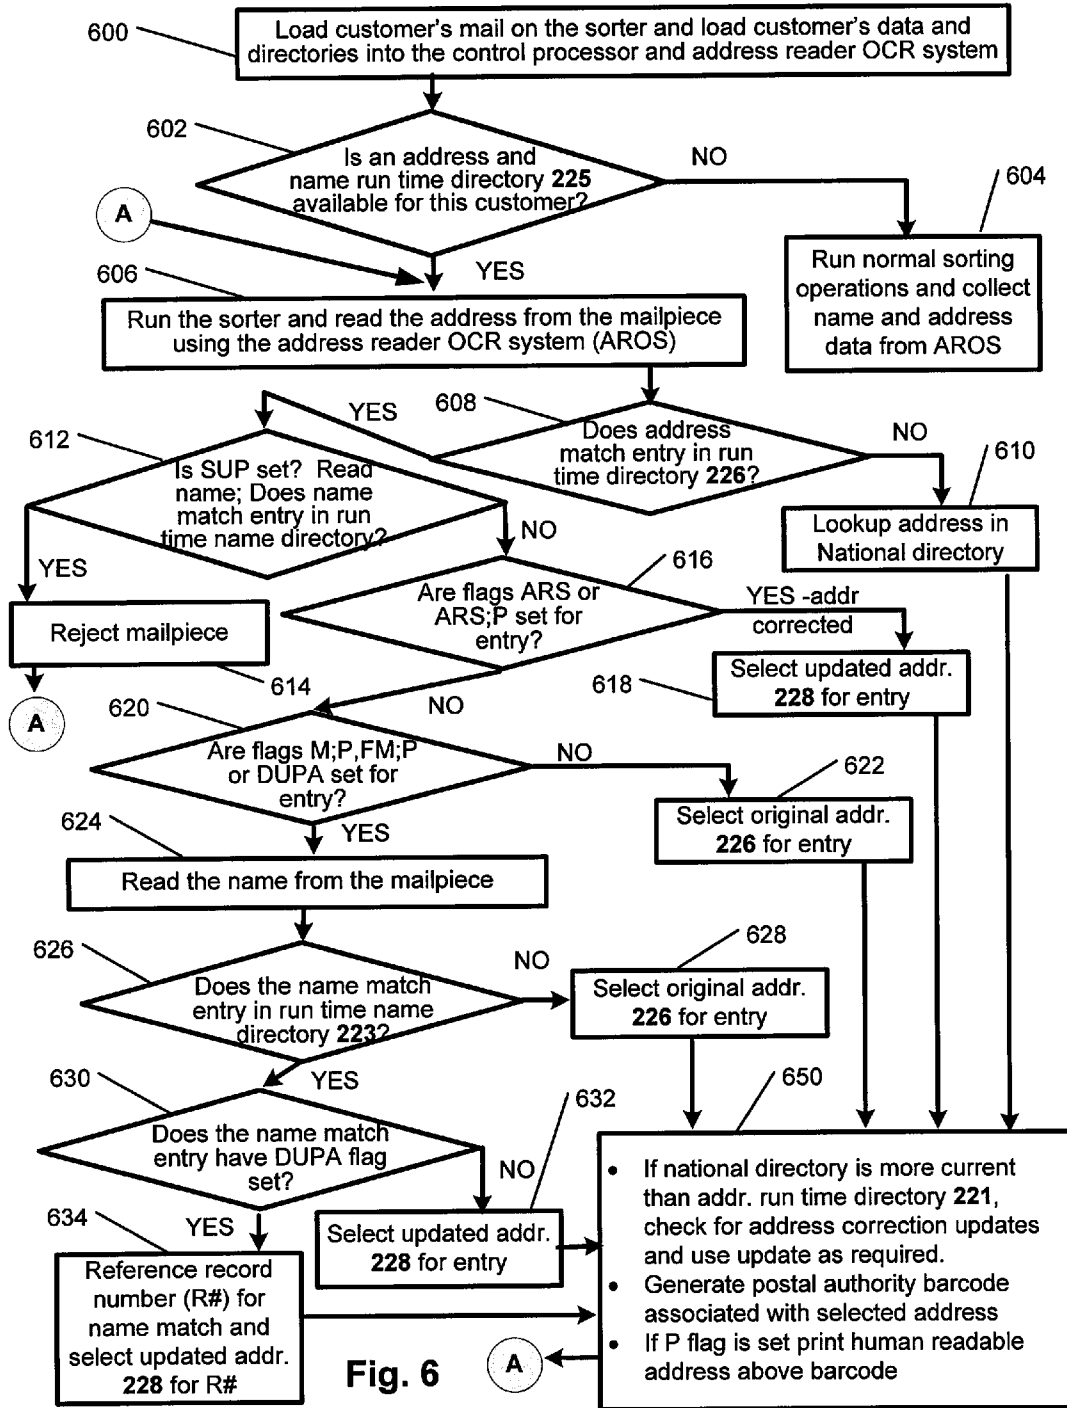 600
Load customer's mail on the sorter and load customer's data and
directories into the control processor and address reader OCR system
602
Is an address and
name run time directory 225
available for this customer?
NO
604
A
YES
Run normal sorting
operations and collect
name and address
data from AROS
606
Run the sorter and read the address from the mailpiece
using the address reader OCR system (AROS)
608
YES
Does address
match entry in run
time directory 226?
NO
610
612
Is SUP set? Read
name; Does name
match entry in run
time name directory?
Lookup address in
National directory
YES
NO
616
Reject mailpiece
614
A
Are flags ARS or
ARS;P set for
entry?
YES -addr
corrected
618
Select updated addr.
228 for entry
NO
620
Are flags M;P,FM;P
or DUPA set for
entry?
NO
622
Select original addr.
226 for entry
YES
624
Read the name from the mailpiece
626
Does the name match
entry in run time name
directory 223?
NO
628
Select original addr.
226 for entry
YES
630
Does the name match
entry have DUPA flag
set?
NO
632
Select updated addr.
228 for entry
YES
634
Reference record
number (R#) for
name match and
select updated addr.
228 for R#
650
• If national directory is more current
than addr. run time directory 221,
check for address correction updates
and use update as required.
• Generate postal authority barcode
associated with selected address
• If P flag is set print human readable
address above barcode
A
Fig. 6